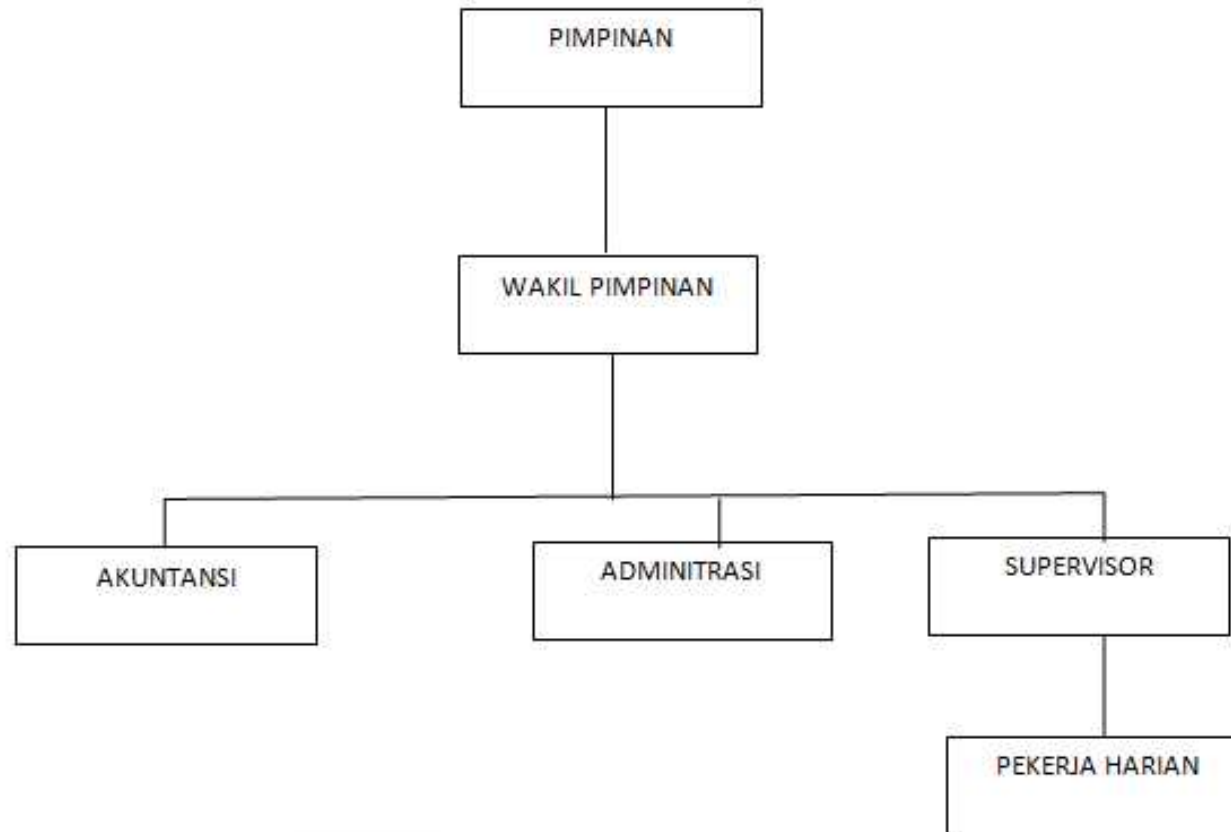 PIMPINAN
WAKIL PIMPINAN
AKUNTANSI
ADMINITRASI
SUPERVISOR
PEKERJA HARIAN